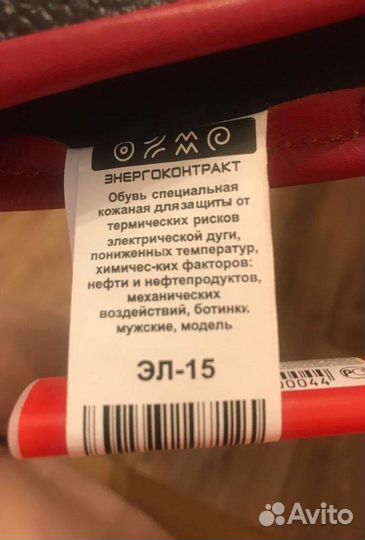 ЭНЕРГОКОНТРАКТ
Обувь специальная
кожаная для защиты от
термических рисков
электрической дуги,
пониженных температур,
химичес-ких факторов:
нефти и нефтепродуктов,
механических
воздействий, ботинки
мужские, модель
ЭЛ-15
00044
Avito